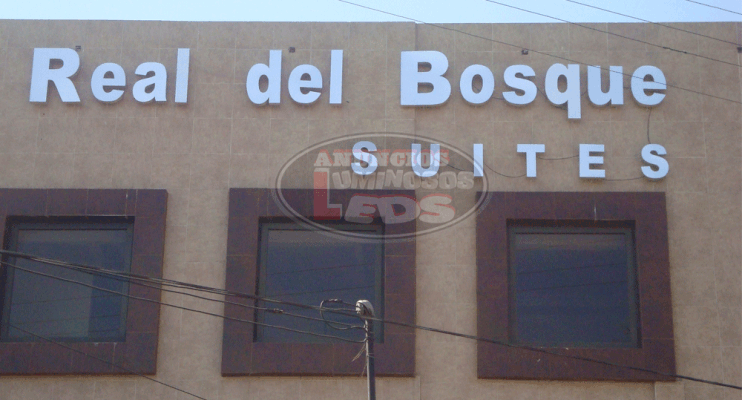 Real del Bosque
SUITES
ANUNCIOS
LUMINOSOS
LEDS